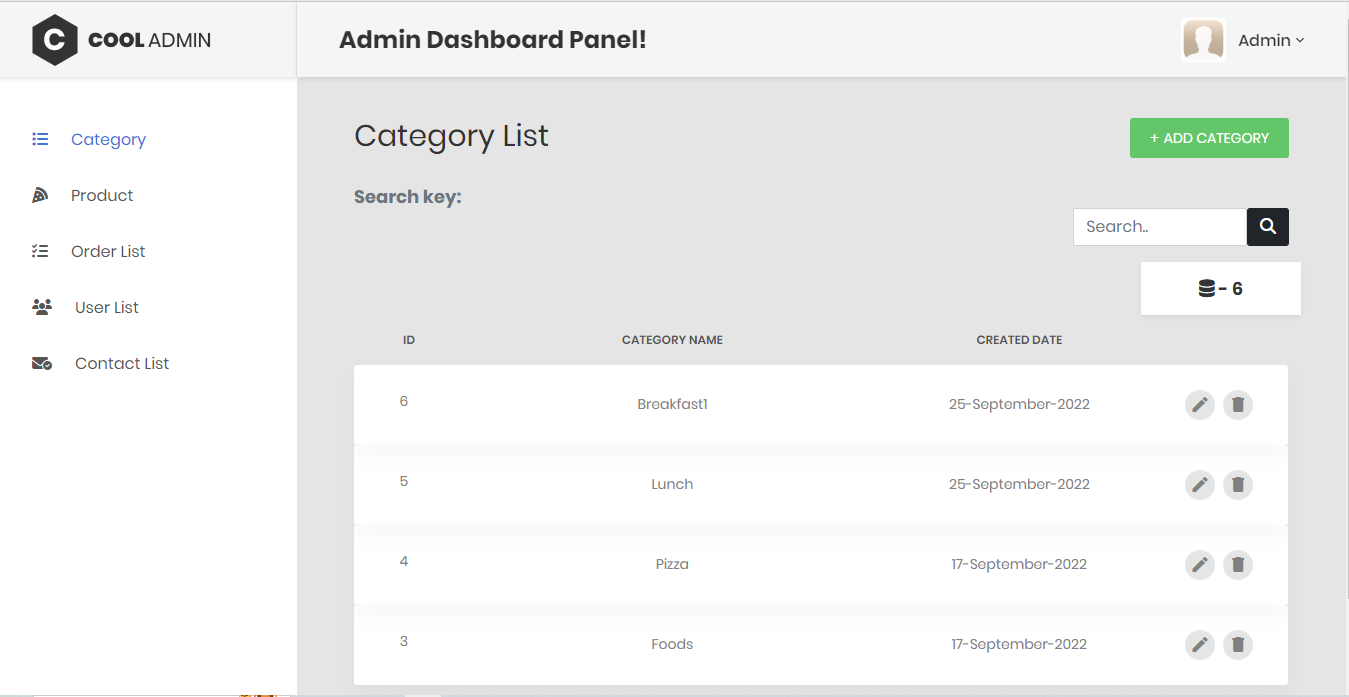 C COOL ADMIN
Admin Dashboard Panel!
Admin
Category
Product
Order List
User List
Contact List
Category List
+ ADD CATEGORY
Search key:
Search..
- 6
ID CATEGORY NAME CREATED DATE
6 Breakfast1 25-September-2022
5 Lunch 25-September-2022
4 Pizza 17-September-2022
3 Foods 17-September-2022